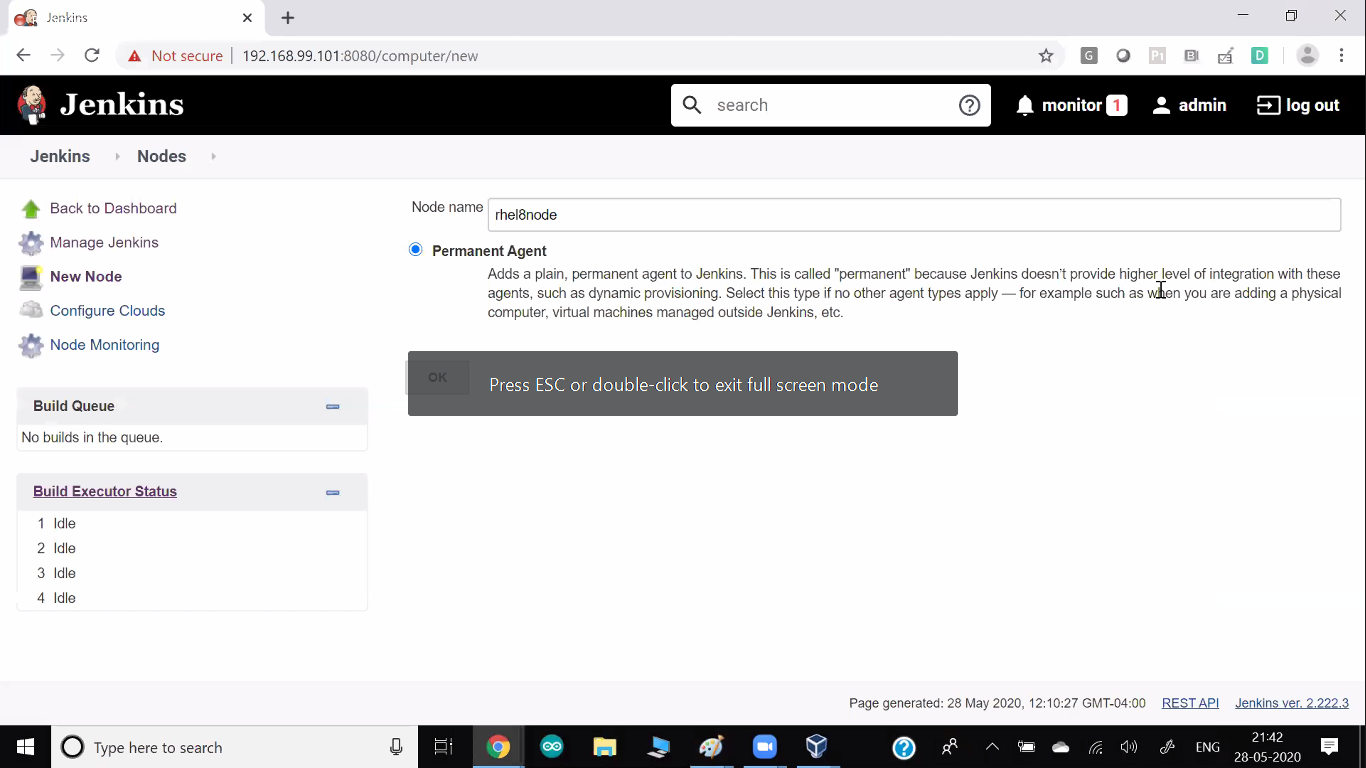 Jenkins
Not secure
192.168.99.101:8080/computer/new
G
P1
B!
D
Jenkins
search
monitor 1
admin
log out
Jenkins
Nodes
Back to Dashboard
Manage Jenkins
New Node
Configure Clouds
Node Monitoring
Build Queue
No builds in the queue.
Build Executor Status
1 Idle
2 Idle
3 Idle
4 Idle
Node name
rhel8node
Permanent Agent
Adds a plain, permanent agent to Jenkins. This is called "permanent" because Jenkins doesn't provide higher level of integration with these
agents, such as dynamic provisioning. Select this type if no other agent types apply — for example such as when you are adding a physical
computer, virtual machines managed outside Jenkins, etc.
OK
Press ESC or double-click to exit full screen mode
Page generated: 28 May 2020, 12:10:27 GMT-04:00
REST API
Jenkins ver. 2.222.3
Type here to search
ENG
21:42
28-05-2020